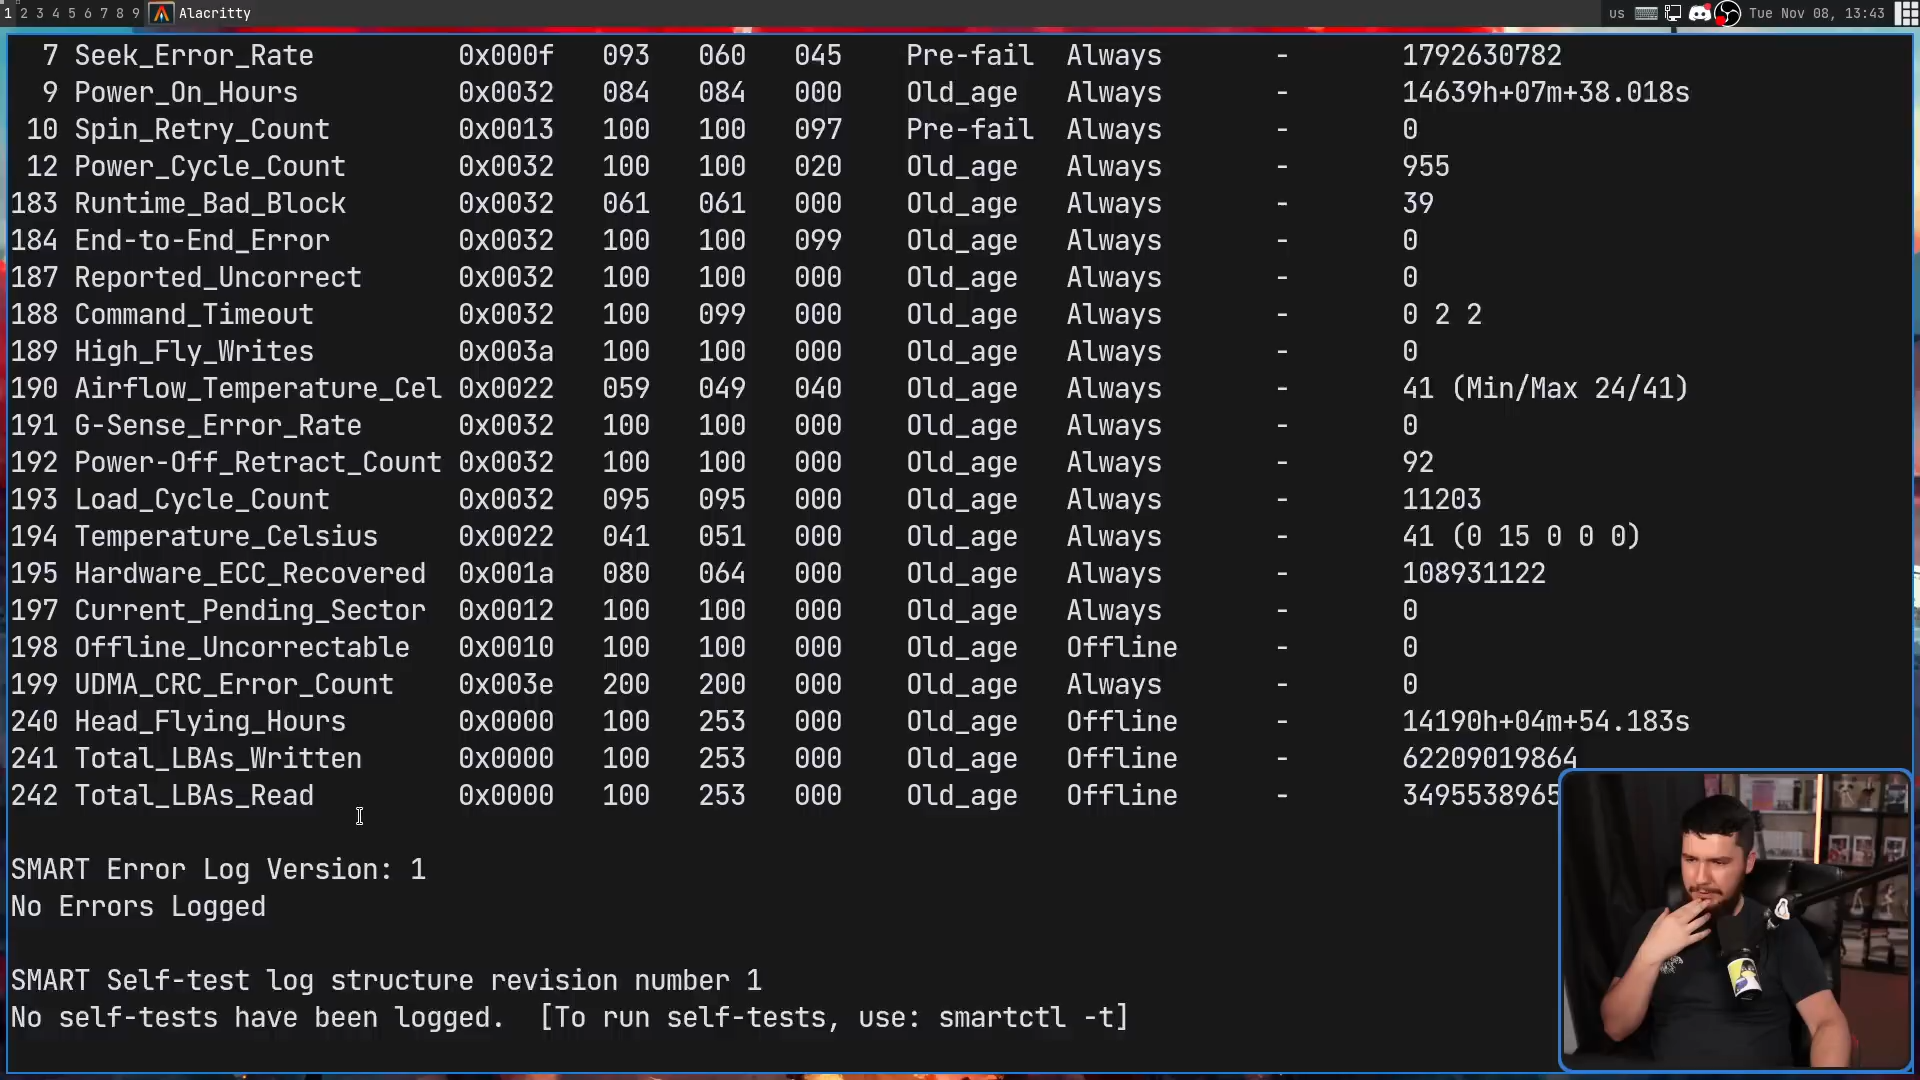 1 2 3 4 5 6 7 8 9 Alacritty us Tue Nov 08, 13:43
7 Seek_Error_Rate 0x000f 093 060 045 Pre-fail Always - 1792630782
9 Power_On_Hours 0x0032 084 084 000 Old_age Always - 14639h+07m+38.018s
10 Spin_Retry_Count 0x0013 100 100 097 Pre-fail Always - 0
12 Power_Cycle_Count 0x0032 100 100 020 Old_age Always - 955
183 Runtime_Bad_Block 0x0032 061 061 000 Old_age Always - 39
184 End-to-End_Error 0x0032 100 100 099 Old_age Always - 0
187 Reported_Uncorrect 0x0032 100 100 000 Old_age Always - 0
188 Command_Timeout 0x0032 100 099 000 Old_age Always - 0 2 2
189 High_Fly_Writes 0x003a 100 100 000 Old_age Always - 0
190 Airflow_Temperature_Cel 0x0022 059 049 040 Old_age Always - 41 (Min/Max 24/41)
191 G-Sense_Error_Rate 0x0032 100 100 000 Old_age Always - 0
192 Power-Off_Retract_Count 0x0032 100 100 000 Old_age Always - 92
193 Load_Cycle_Count 0x0032 095 095 000 Old_age Always - 11203
194 Temperature_Celsius 0x0022 041 051 000 Old_age Always - 41 (0 15 0 0 0)
195 Hardware_ECC_Recovered 0x001a 080 064 000 Old_age Always - 108931122
197 Current_Pending_Sector 0x0012 100 100 000 Old_age Always - 0
198 Offline_Uncorrectable 0x0010 100 100 000 Old_age Offline - 0
199 UDMA_CRC_Error_Count 0x003e 200 200 000 Old_age Always - 0
240 Head_Flying_Hours 0x0000 100 253 000 Old_age Offline - 14190h+04m+54.183s
241 Total_LBAs_Written 0x0000 100 253 000 Old_age Offline - 62209019864
242 Total_LBAs_Read 0x0000 100 253 000 Old_age Offline - 3495538965
SMART Error Log Version: 1
No Errors Logged
SMART Self-test log structure revision number 1
No self-tests have been logged. [To run self-tests, use: smartctl -t]